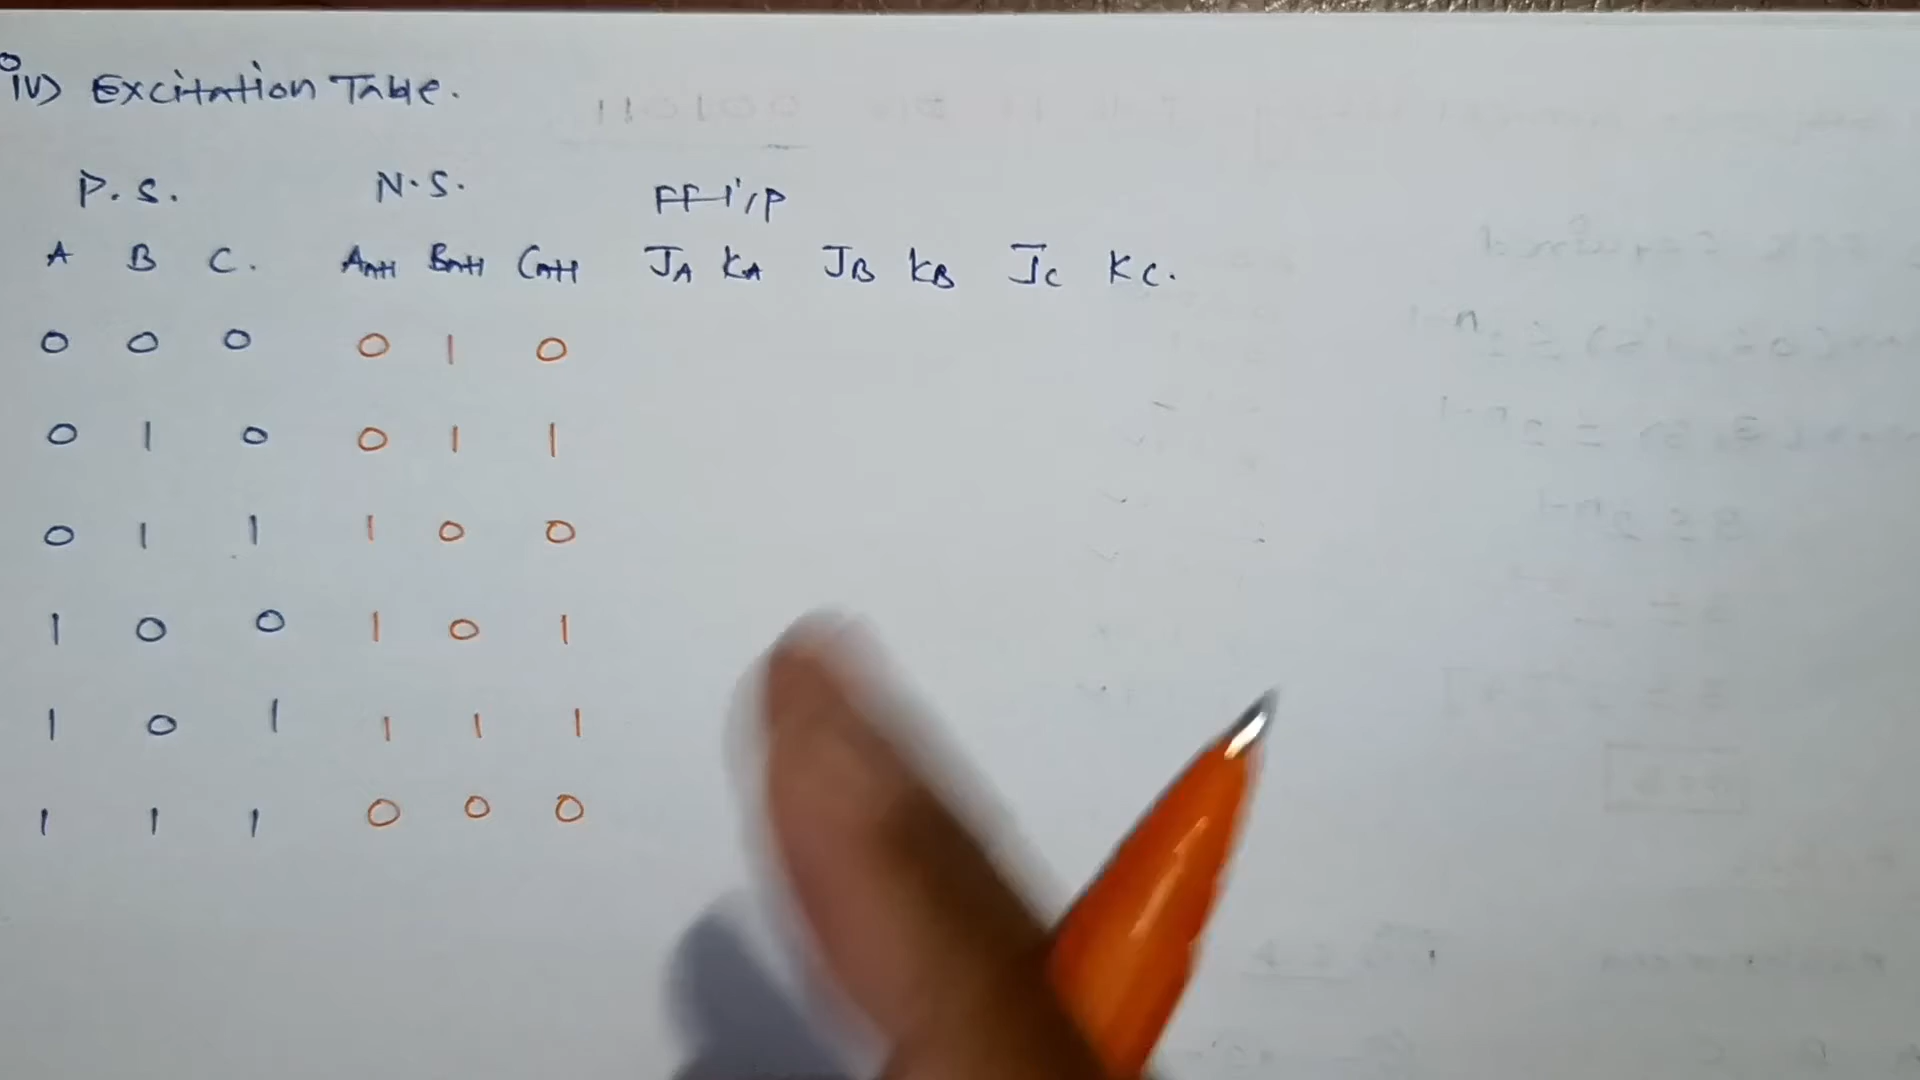 iv) Excitation Table.
P.S. N.S. FF-i/P
A B C. An+1 Bn+1 Cn+1 JA KA JB KB JC KC.
0 0 0 0 1 0
0 1 0 0 1 1
0 1 1 1 0 0
1 0 0 1 0 1
1 0 1 1 1 1
1 1 1 0 0 0